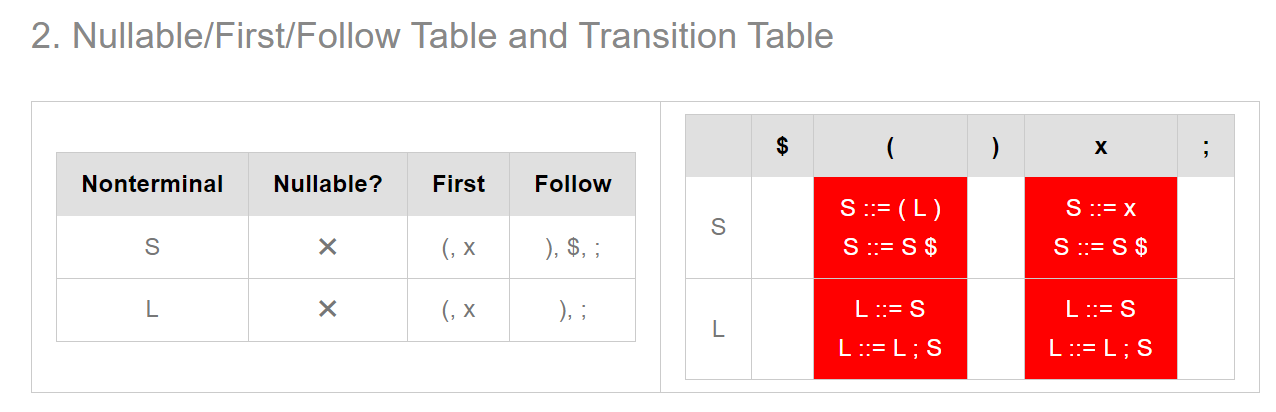 2. Nullable/First/Follow Table and Transition Table
Nonterminal Nullable? First Follow
S ✕ (, x ), $, ;
L ✕ (, x ), ;
$ ( ) x ;
S
S ::= ( L )
S ::= S $
S ::= x
S ::= S $
L
L ::= S
L ::= L ; S
L ::= S
L ::= L ; S